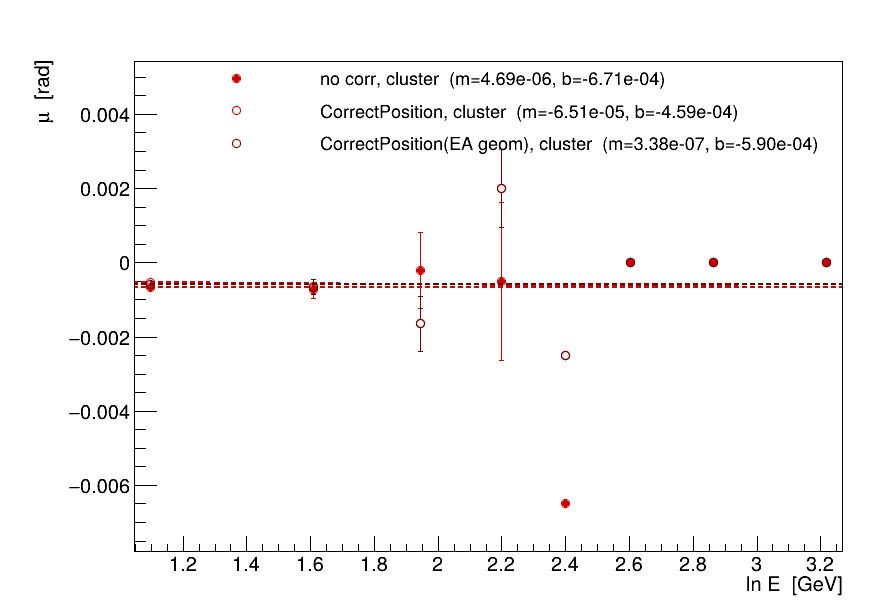 μ [rad]
no corr, cluster (m=4.69e-06, b=-6.71e-04)
CorrectPosition, cluster (m=-6.51e-05, b=-4.59e-04)
CorrectPosition(EA geom), cluster (m=3.38e-07, b=-5.90e-04)
0.004
0.002
0
−0.002
−0.004
−0.006
1.2 1.4 1.6 1.8 2 2.2 2.4 2.6 2.8 3 3.2
ln E [GeV]